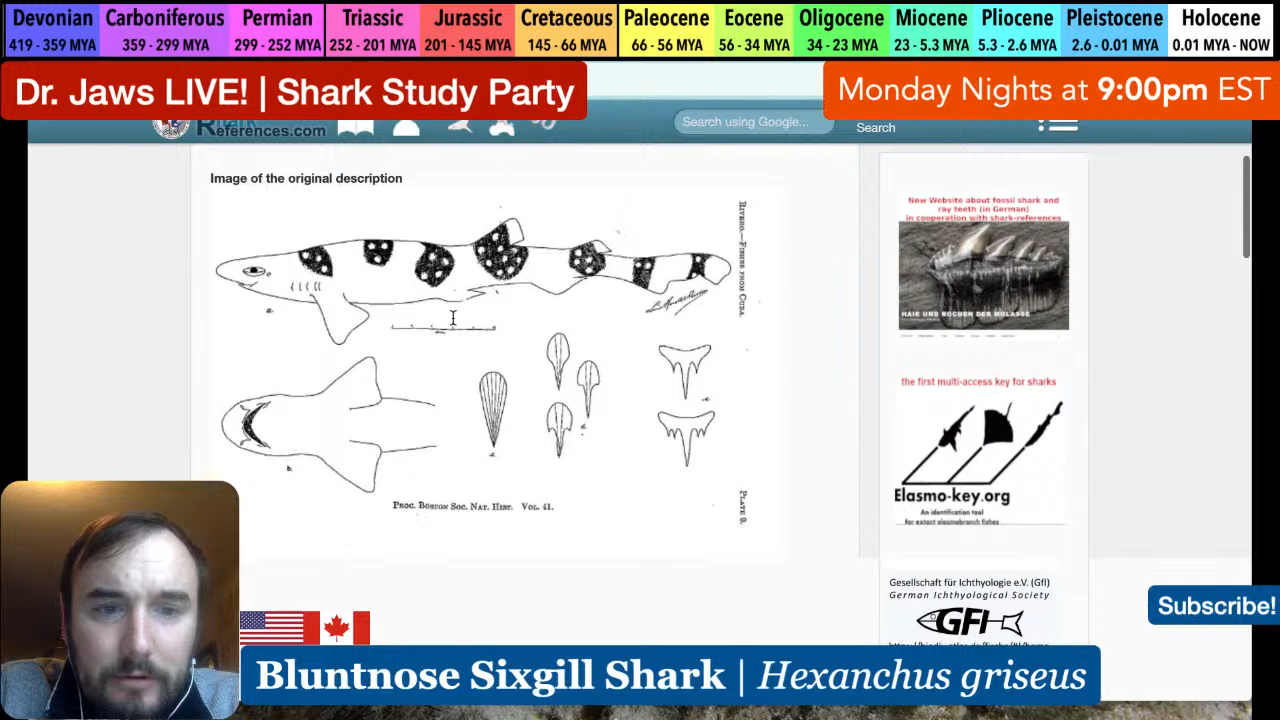 Devonian Carboniferous Permian Triassic Jurassic Cretaceous Paleocene Eocene Oligocene Miocene Pliocene Pleistocene Holocene
419 - 359 MYA 359 - 299 MYA 299 - 252 MYA 252 - 201 MYA 201 - 145 MYA 145 - 66 MYA 66 - 56 MYA 56 - 34 MYA 34 - 23 MYA 23 - 5.3 MYA 5.3 - 2.6 MYA 2.6 - 0.01 MYA 0.01 MYA - NOW
Dr. Jaws LIVE! | Shark Study Party
Monday Nights at 9:00pm EST
References.com
Search using Google...
Search
Image of the original description
RIVERO.—FISHES FROM CUBA.
a.
b.
PROC. BOSTON SOC. NAT. HIST. VOL. 41.
PLATE 9.
New Website about fossil shark and
ray teeth (in German)
in cooperation with shark-references
HAIE UND ROCHEN DER MOLASSE
the first multi-access key for sharks
Elasmo-key.org
An identification tool
for extant elasmobranch fishes
Gesellschaft für Ichthyologie e.V. (GfI)
German Ichthyological Society
GFI
Subscribe!
Bluntnose Sixgill Shark | Hexanchus griseus